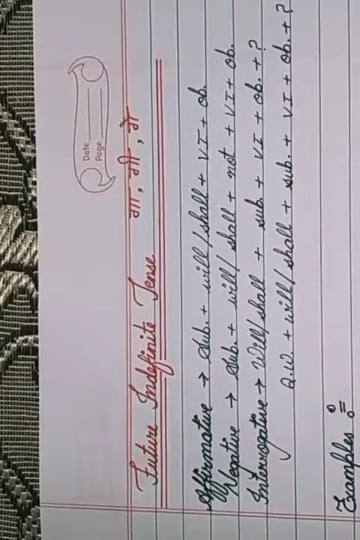 Date
Page
Future Indefinite Tense गा, गी, गे
Affirmative → Sub. + will/shall + VI + ob.
Negative → Sub. + will/shall + not + VI + ob.
Interrogative → Will/shall + sub. + VI + ob. + ?
Q.W. + will/shall + sub. + VI + ob. + ?
Examples :=